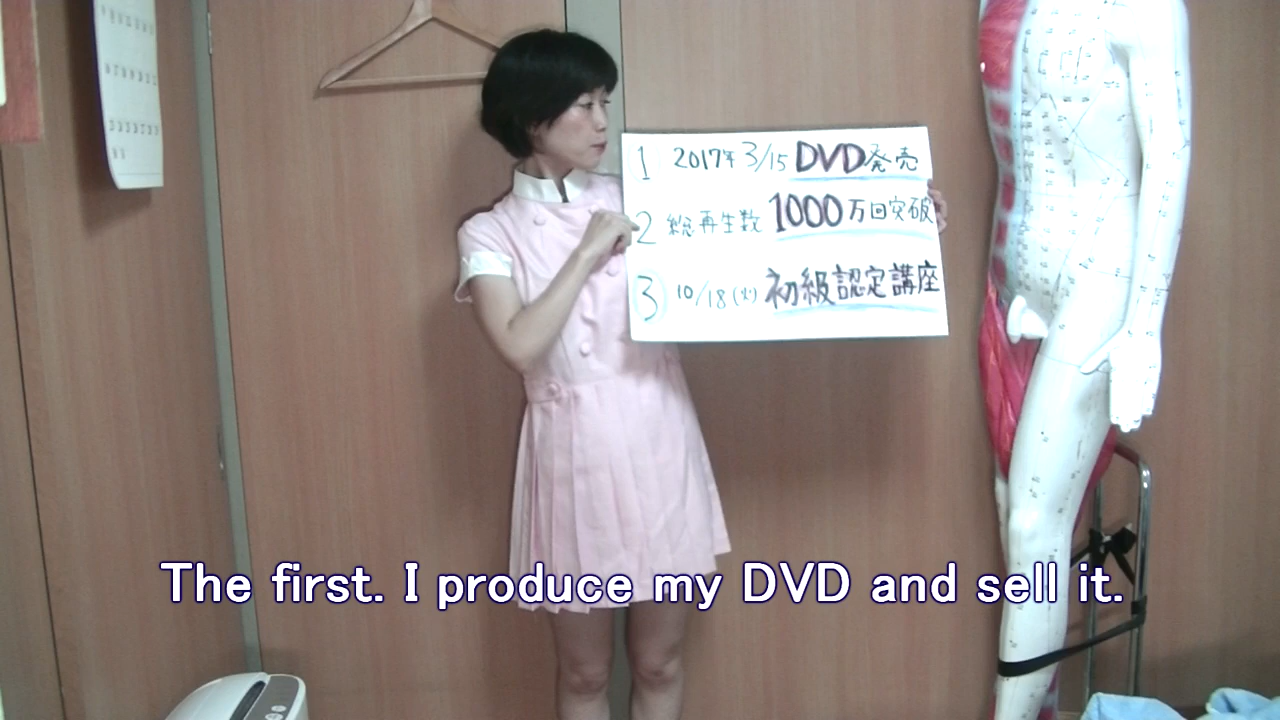 1 2017年 3/15 DVD発売
2 総再生数 1000万回突破
3 10/18(火) 初級認定講座
The first. I produce my DVD and sell it.